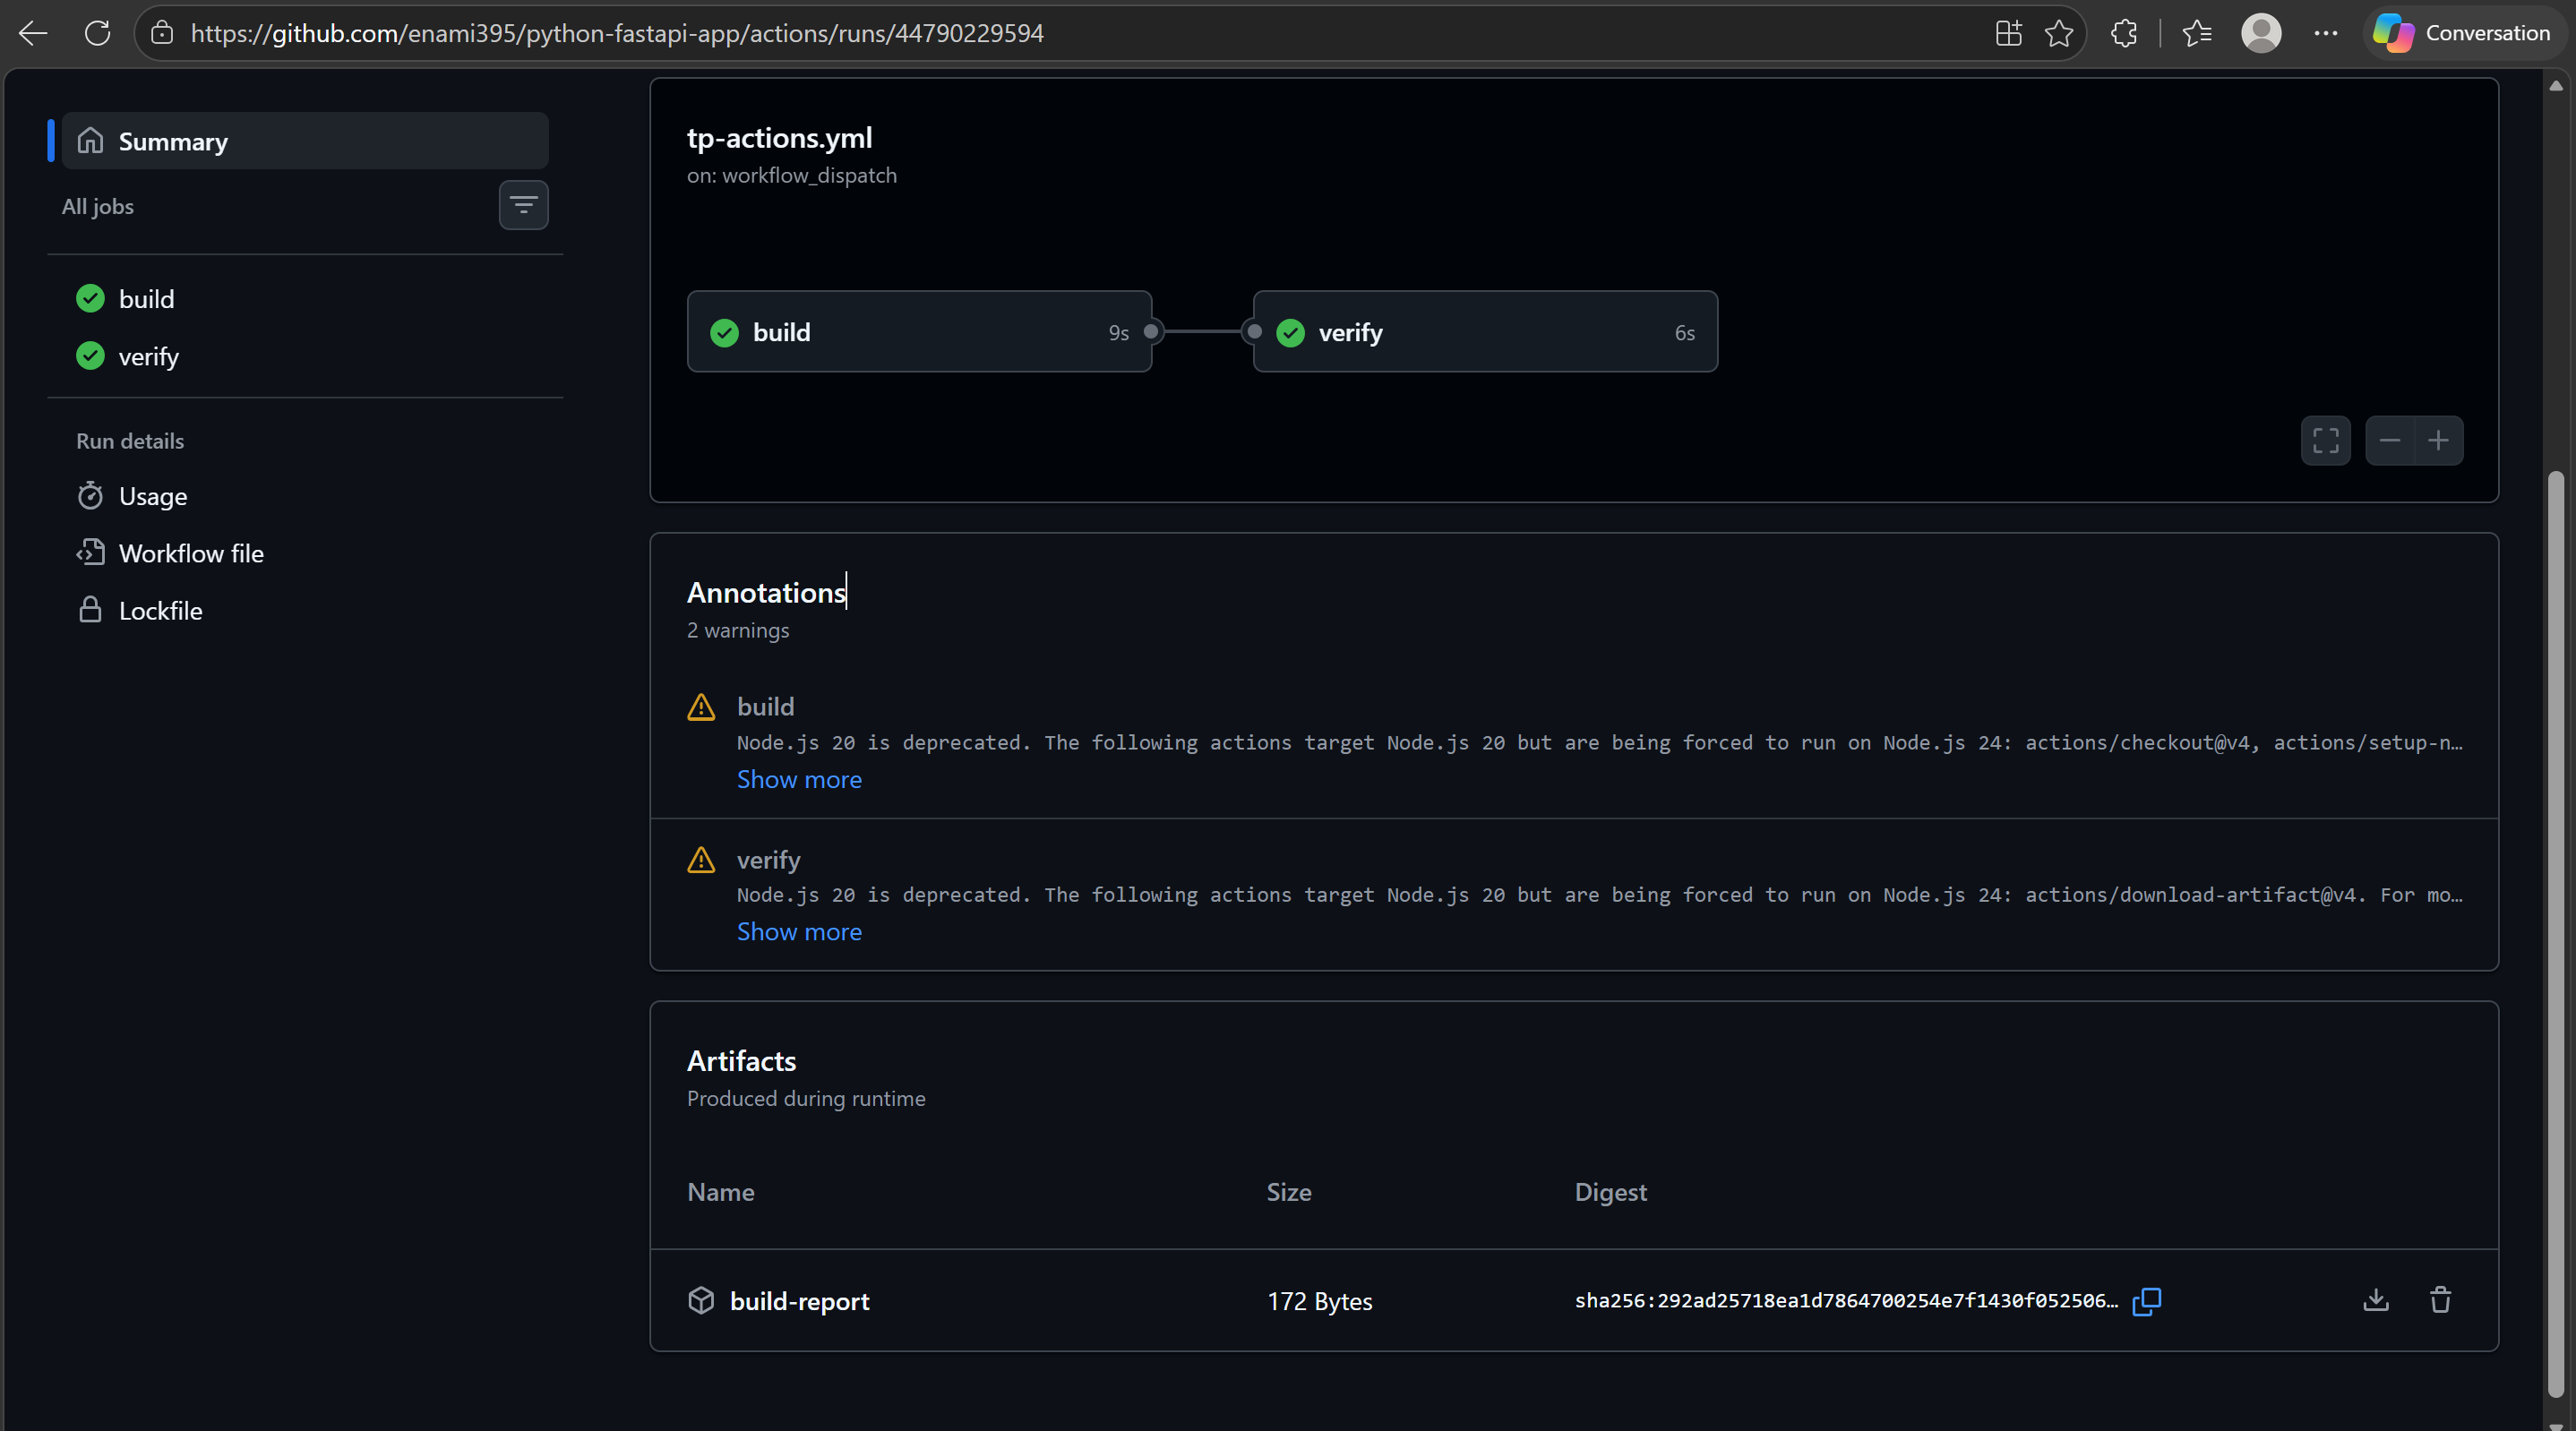 https://github.com/enami395/python-fastapi-app/actions/runs/44790229594
Conversation
Summary
All jobs
build
verify
Run details
Usage
Workflow file
Lockfile
tp-actions.yml
on: workflow_dispatch
build 9s
verify 6s
Annotations
2 warnings
build
Node.js 20 is deprecated. The following actions target Node.js 20 but are being forced to run on Node.js 24: actions/checkout@v4, actions/setup-n…
Show more
verify
Node.js 20 is deprecated. The following actions target Node.js 20 but are being forced to run on Node.js 24: actions/download-artifact@v4. For mo…
Show more
Artifacts
Produced during runtime
Name Size Digest
build-report 172 Bytes sha256:292ad25718ea1d7864700254e7f1430f052506…